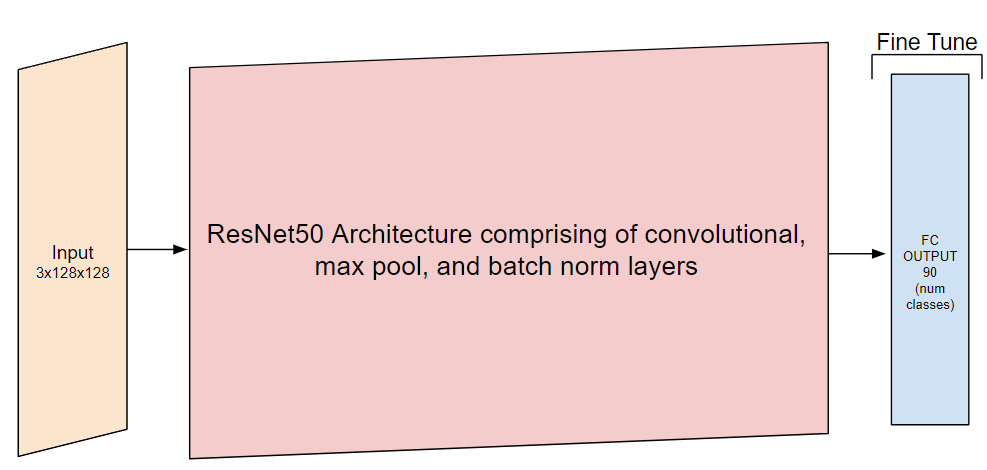 Fine Tune
Input
3x128x128
ResNet50 Architecture comprising of convolutional,
max pool, and batch norm layers
FC
OUTPUT
90
(num
classes)